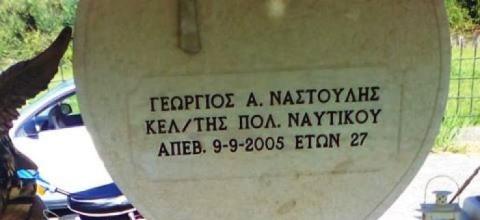 ΓΕΩΡΓΙΟΣ Α. ΝΑΣΤΟΥΛΗΣ
ΚΕΛ/ΤΗΣ ΠΟΛ. ΝΑΥΤΙΚΟΥ
ΑΠΕΒ. 9-9-2005 ΕΤΩΝ 27